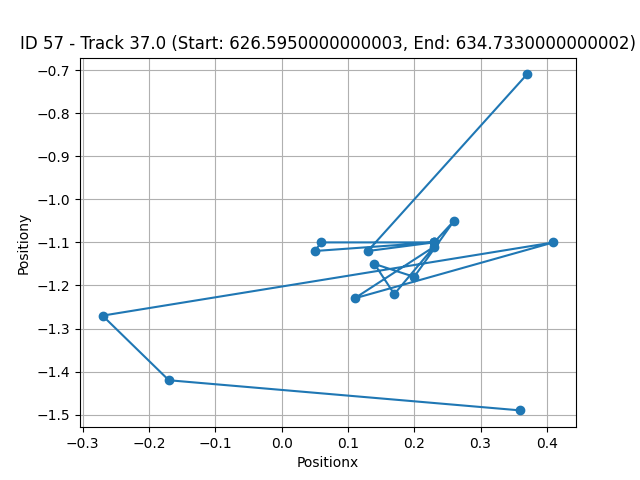 ID 57 - Track 37.0 (Start: 626.5950000000003, End: 634.7330000000002)
−0.7
−0.8
−0.9
−1.0
−1.1
−1.2
−1.3
−1.4
−1.5
Positiony
−0.3 −0.2 −0.1 0.0 0.1 0.2 0.3 0.4
Positionx